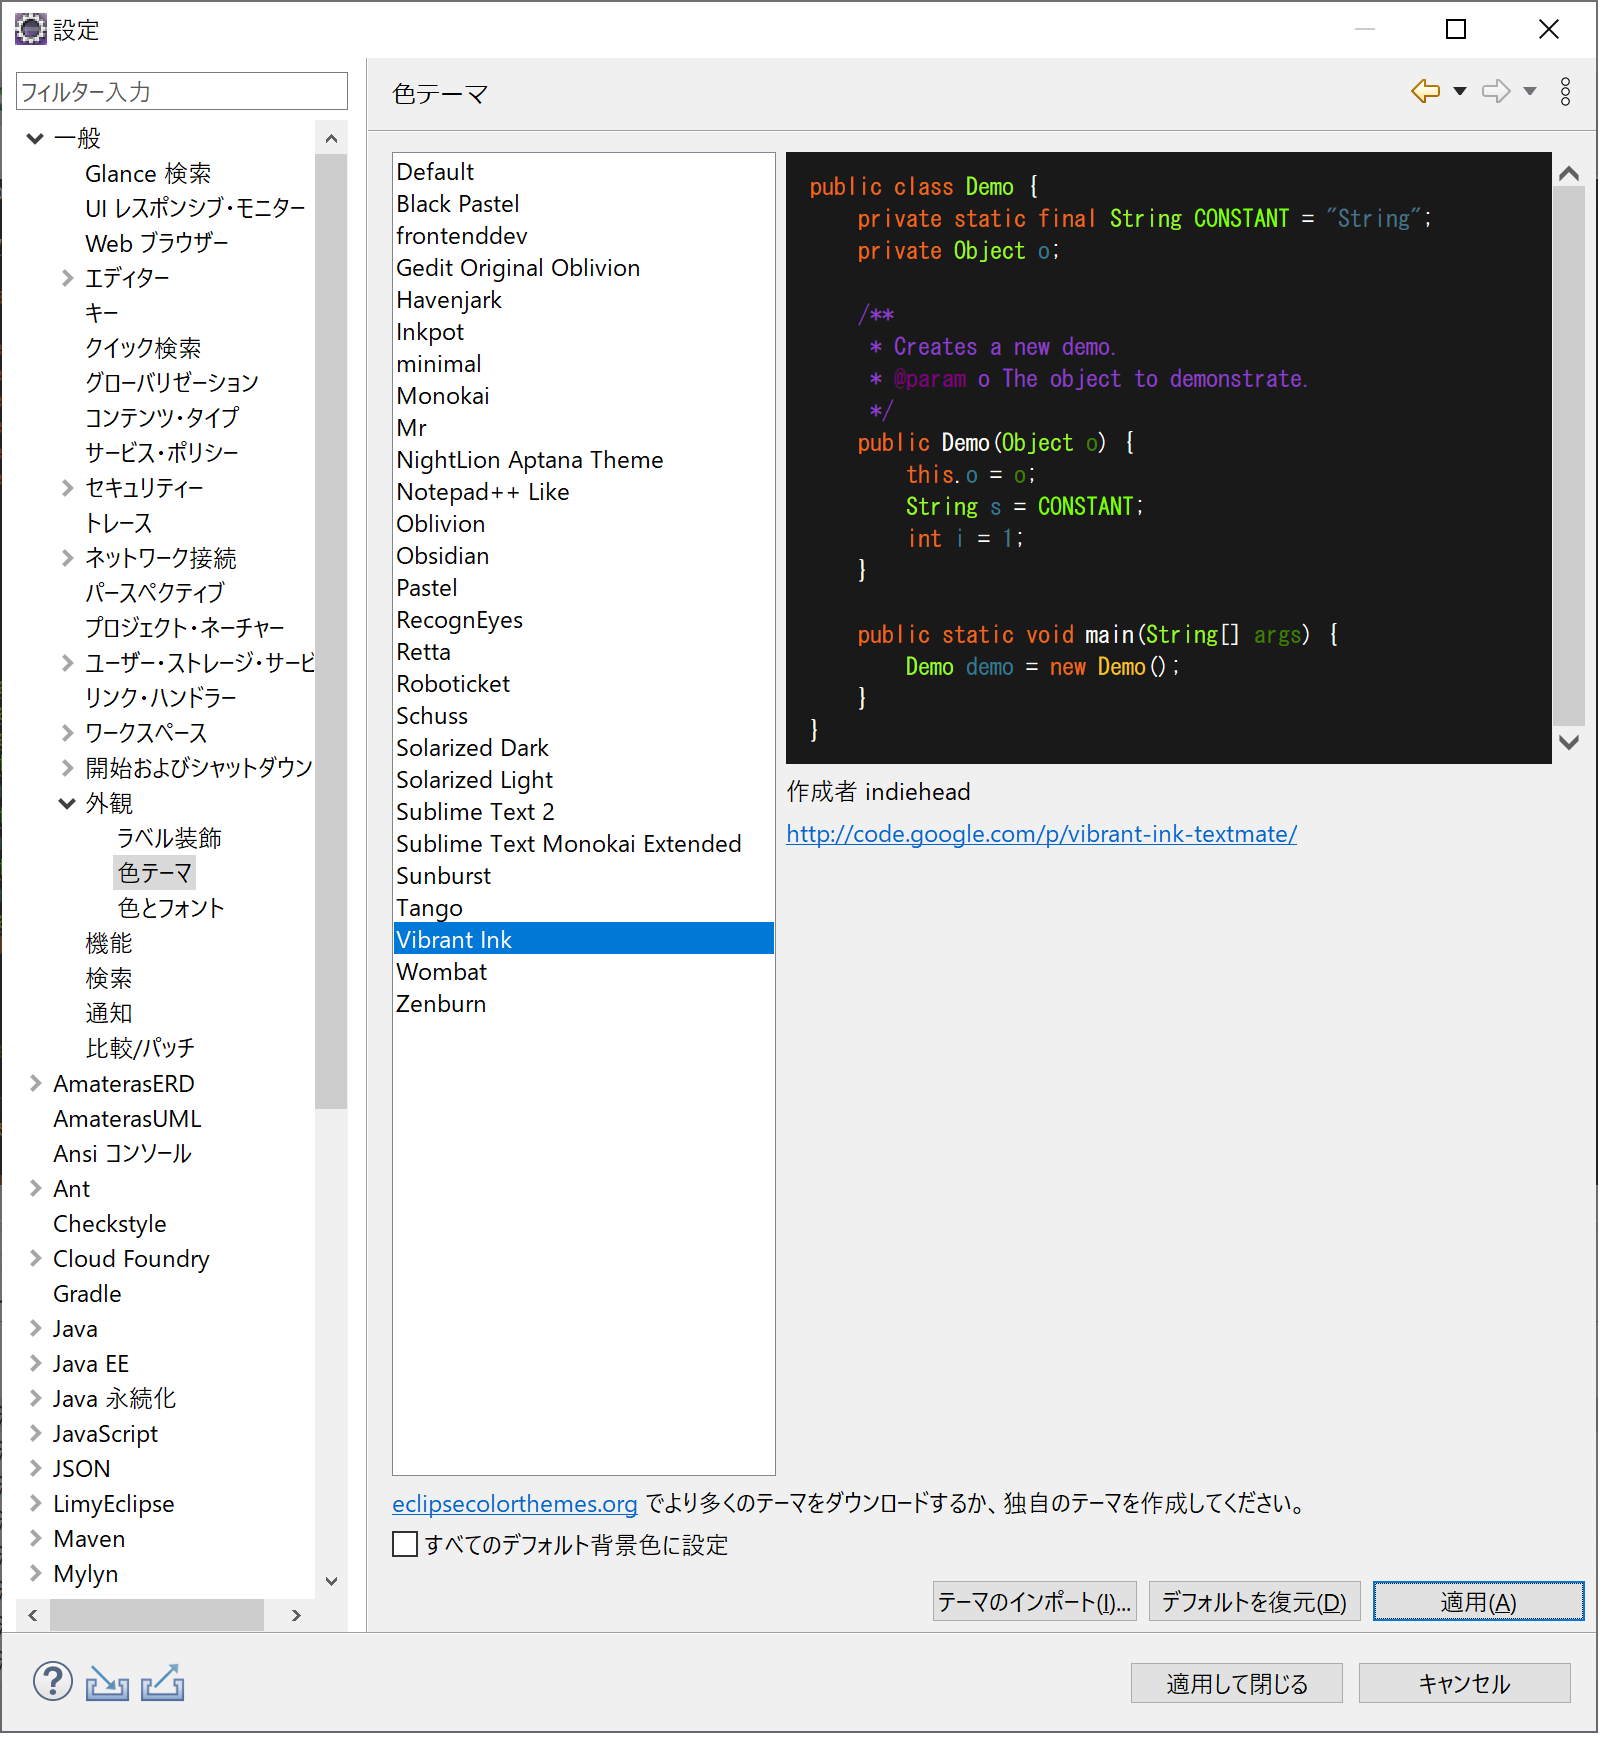 設定
フィルター入力
一般
Glance 検索
UI レスポンシブ・モニター
Web ブラウザー
エディター
キー
クイック検索
グローバリゼーション
コンテンツ・タイプ
サービス・ポリシー
セキュリティー
トレース
ネットワーク接続
パースペクティブ
プロジェクト・ネーチャー
ユーザー・ストレージ・サービ
リンク・ハンドラー
ワークスペース
開始およびシャットダウン
外観
ラベル装飾
色テーマ
色とフォント
機能
検索
通知
比較/パッチ
AmaterasERD
AmaterasUML
Ansi コンソール
Ant
Checkstyle
Cloud Foundry
Gradle
Java
Java EE
Java 永続化
JavaScript
JSON
LimyEclipse
Maven
Mylyn
色テーマ
Default
Black Pastel
frontenddev
Gedit Original Oblivion
Havenjark
Inkpot
minimal
Monokai
Mr
NightLion Aptana Theme
Notepad++ Like
Oblivion
Obsidian
Pastel
RecognEyes
Retta
Roboticket
Schuss
Solarized Dark
Solarized Light
Sublime Text 2
Sublime Text Monokai Extended
Sunburst
Tango
Vibrant Ink
Wombat
Zenburn
public class Demo {
    private static final String CONSTANT = "String";
    private Object o;
    /**
     * Creates a new demo.
     * @param o The object to demonstrate.
     */
    public Demo(Object o) {
        this.o = o;
        String s = CONSTANT;
        int i = 1;
    }
    public static void main(String[] args) {
        Demo demo = new Demo();
    }
}
作成者 indiehead
http://code.google.com/p/vibrant-ink-textmate/
eclipsecolorthemes.org でより多くのテーマをダウンロードするか、独自のテーマを作成してください。
すべてのデフォルト背景色に設定
テーマのインポート(I)... デフォルトを復元(D) 適用(A)
? 適用して閉じる キャンセル